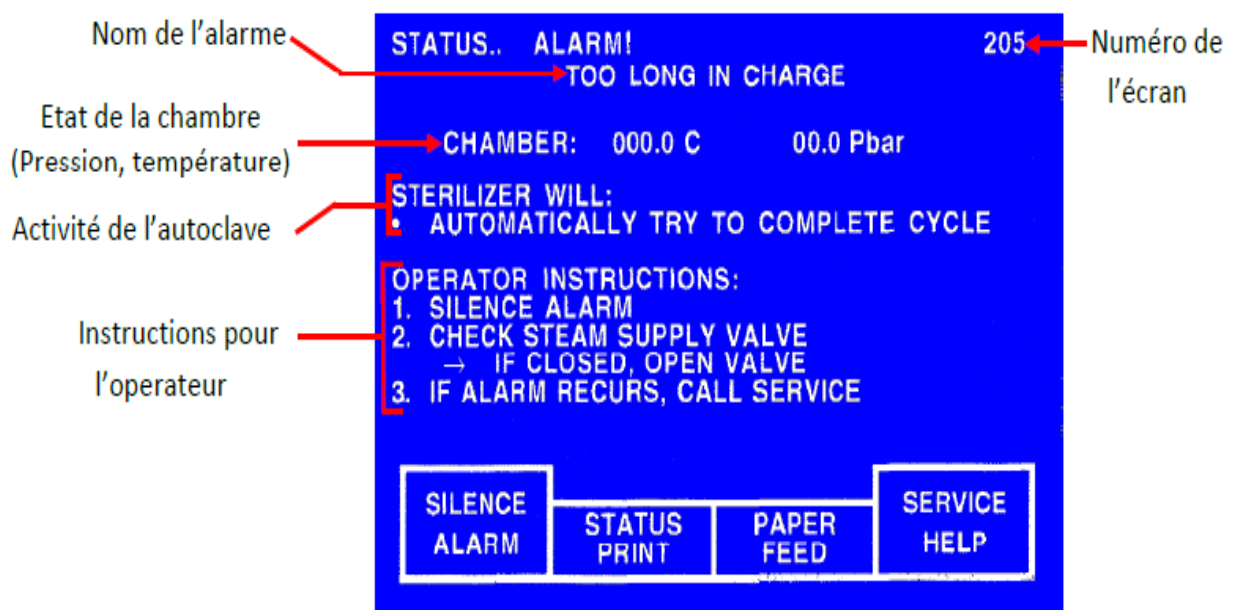 Nom de l'alarme
STATUS.. ALARM! 205
Numéro de
l'écran
TOO LONG IN CHARGE
Etat de la chambre
(Pression, température)
CHAMBER: 000.0 C 00.0 Pbar
Activité de l'autoclave
STERILIZER WILL:
• AUTOMATICALLY TRY TO COMPLETE CYCLE
Instructions pour
l'operateur
OPERATOR INSTRUCTIONS:
1. SILENCE ALARM
2. CHECK STEAM SUPPLY VALVE
→ IF CLOSED, OPEN VALVE
3. IF ALARM RECURS, CALL SERVICE
SILENCE
ALARM
STATUS
PRINT
PAPER
FEED
SERVICE
HELP